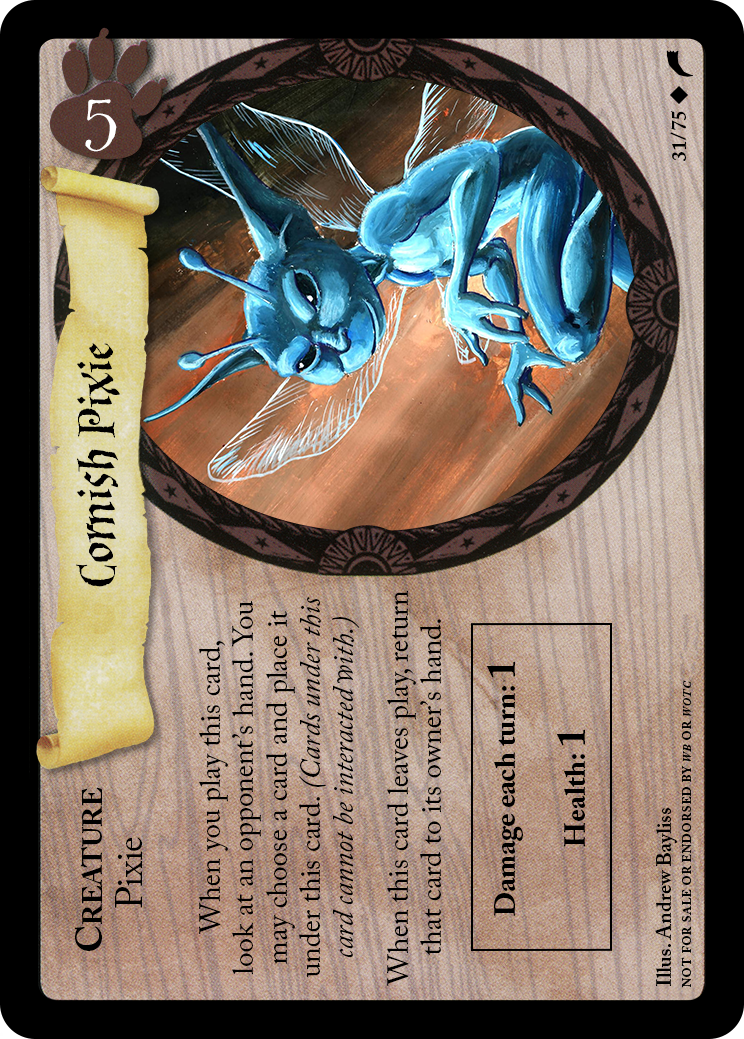 CREATURE
Pixie
Cornish Pixie
5
When you play this card,
look at an opponent's hand. You
may choose a card and place it
under this card. (Cards under this
card cannot be interacted with.)
When this card leaves play, return
that card to its owner's hand.
Damage each turn: 1
Health: 1
Illus. Andrew Bayliss
NOT FOR SALE OR ENDORSED BY WB OR WOTC
31/75